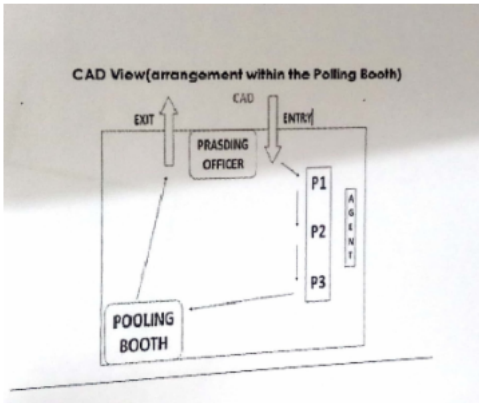 CAD View(arrangement within the Polling Booth)
CAD
EXIT
ENTRY
PRASDING
OFFICER
P1
P2
P3
AGENT
POOLING
BOOTH